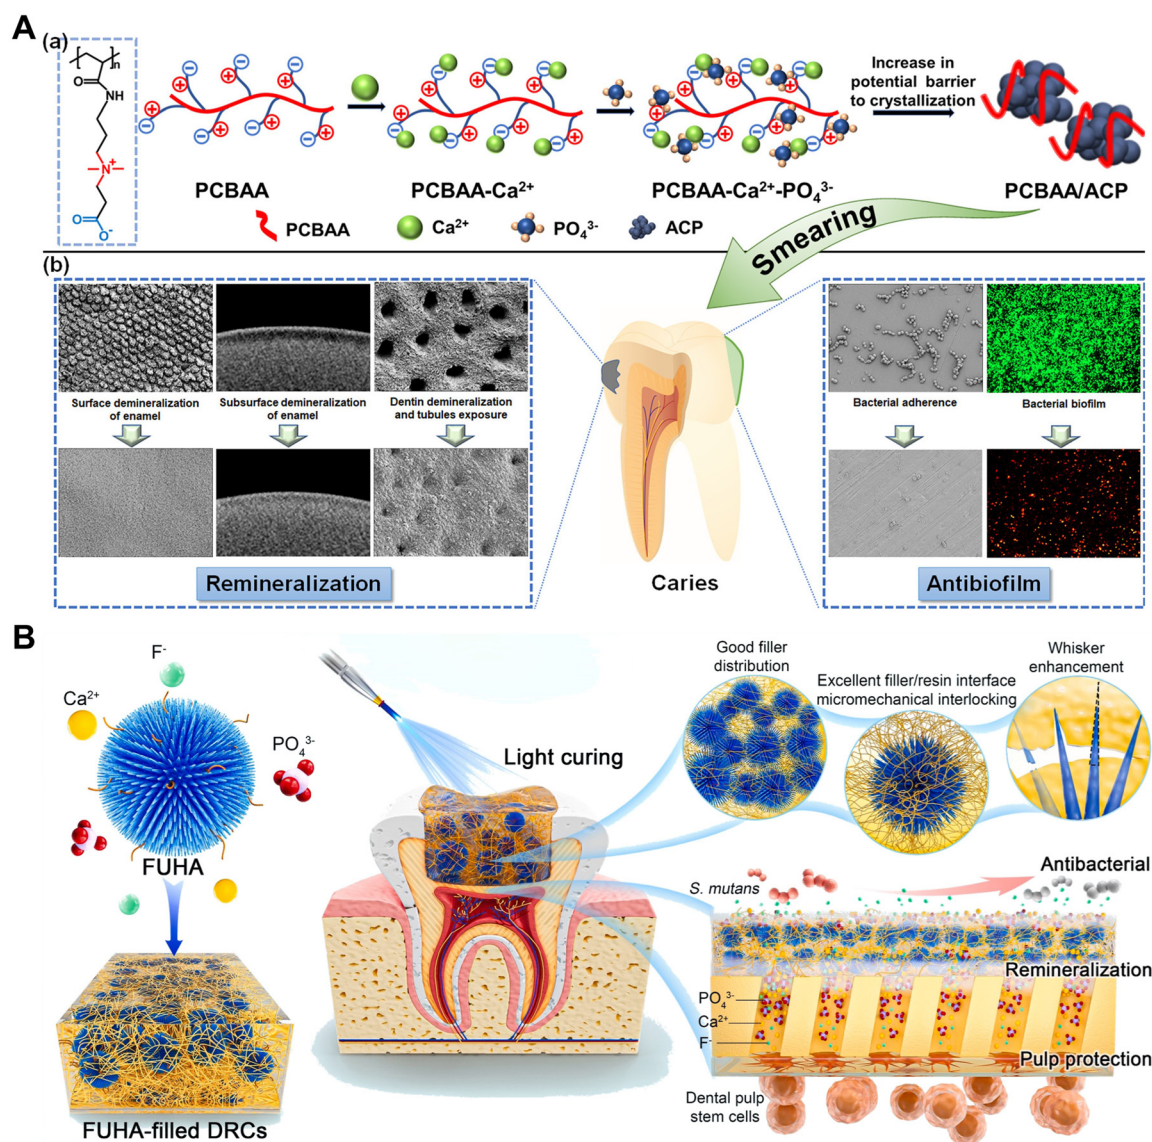 A
(a)
n
O
NH
N+
O
O-
PCBAA
PCBAA-Ca²⁺
PCBAA-Ca²⁺-PO₄³⁻
Increase in
potential barrier
to crystallization
PCBAA/ACP
PCBAA
Ca²⁺
PO₄³⁻
ACP
Smearing
(b)
Surface demineralization
of enamel
Subsurface demineralization
of enamel
Dentin demineralization
and tubules exposure
Remineralization
Caries
Bacterial adherence
Bacterial biofilm
Antibiofilm
B
F⁻
Ca²⁺
PO₄³⁻
FUHA
FUHA-filled DRCs
Light curing
Good filler
distribution
Excellent filler/resin interface
micromechanical interlocking
Whisker
enhancement
S. mutans
Antibacterial
Remineralization
PO₄³⁻
Ca²⁺
F⁻
Pulp protection
Dental pulp
stem cells